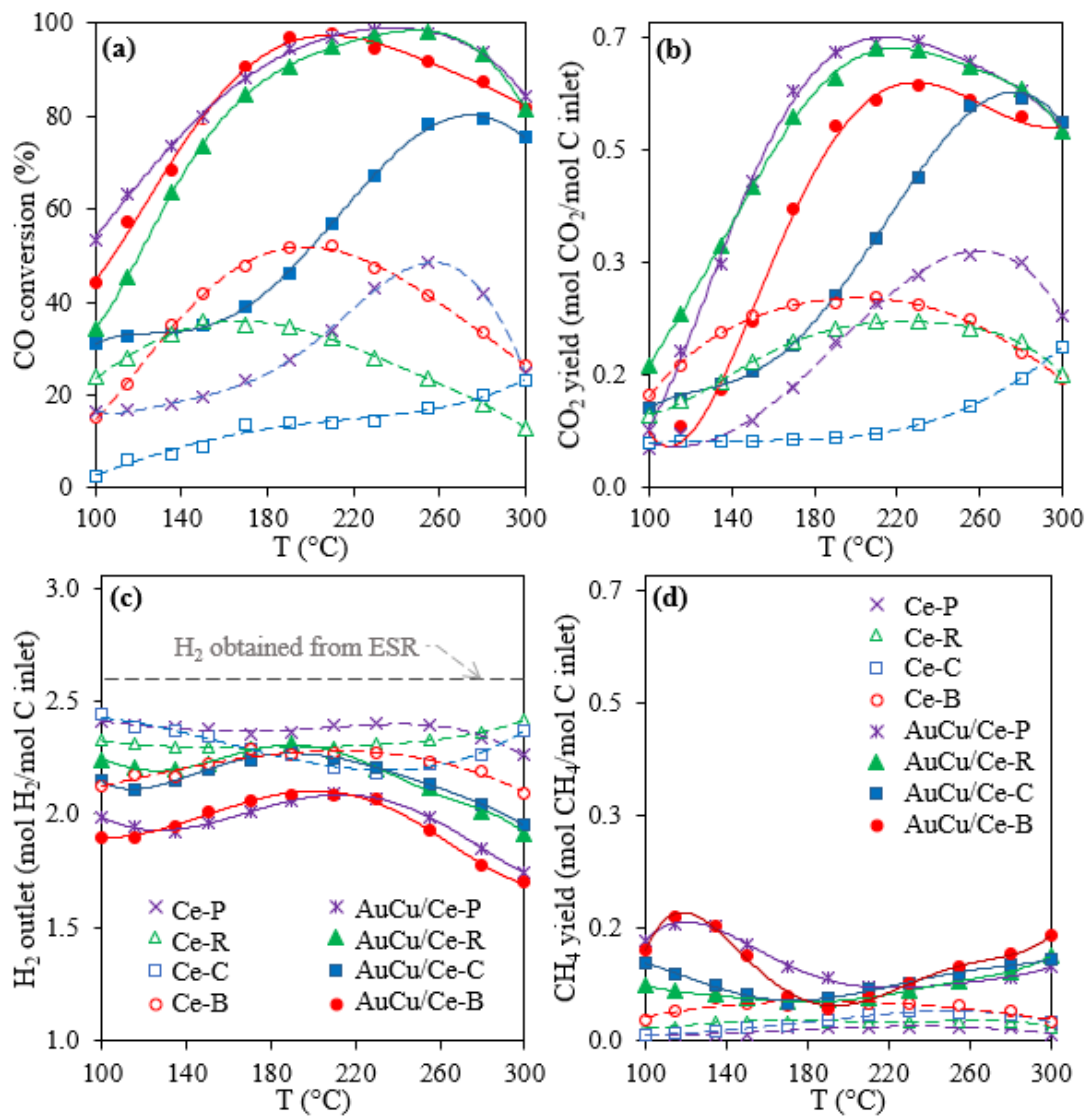 (a)
100
80
60
40
20
0
CO conversion (%)
100 140 180 220 260 300
T (°C)
(b)
0.7
0.5
0.3
0.2
0.0
CO₂ yield (mol CO₂/mol C inlet)
100 150 200 250 300
T (°C)
(c)
3.0
2.5
2.0
1.5
1.0
H₂ outlet (mol H₂/mol C inlet)
H₂ obtained from ESR
Ce-P AuCu/Ce-P
Ce-R AuCu/Ce-R
Ce-C AuCu/Ce-C
Ce-B AuCu/Ce-B
100 140 180 220 260 300
T (°C)
(d)
0.7
0.5
0.3
0.2
0.0
CH₄ yield (mol CH₄/mol C inlet)
Ce-P
Ce-R
Ce-C
Ce-B
AuCu/Ce-P
AuCu/Ce-R
AuCu/Ce-C
AuCu/Ce-B
100 140 180 220 260 300
T (°C)